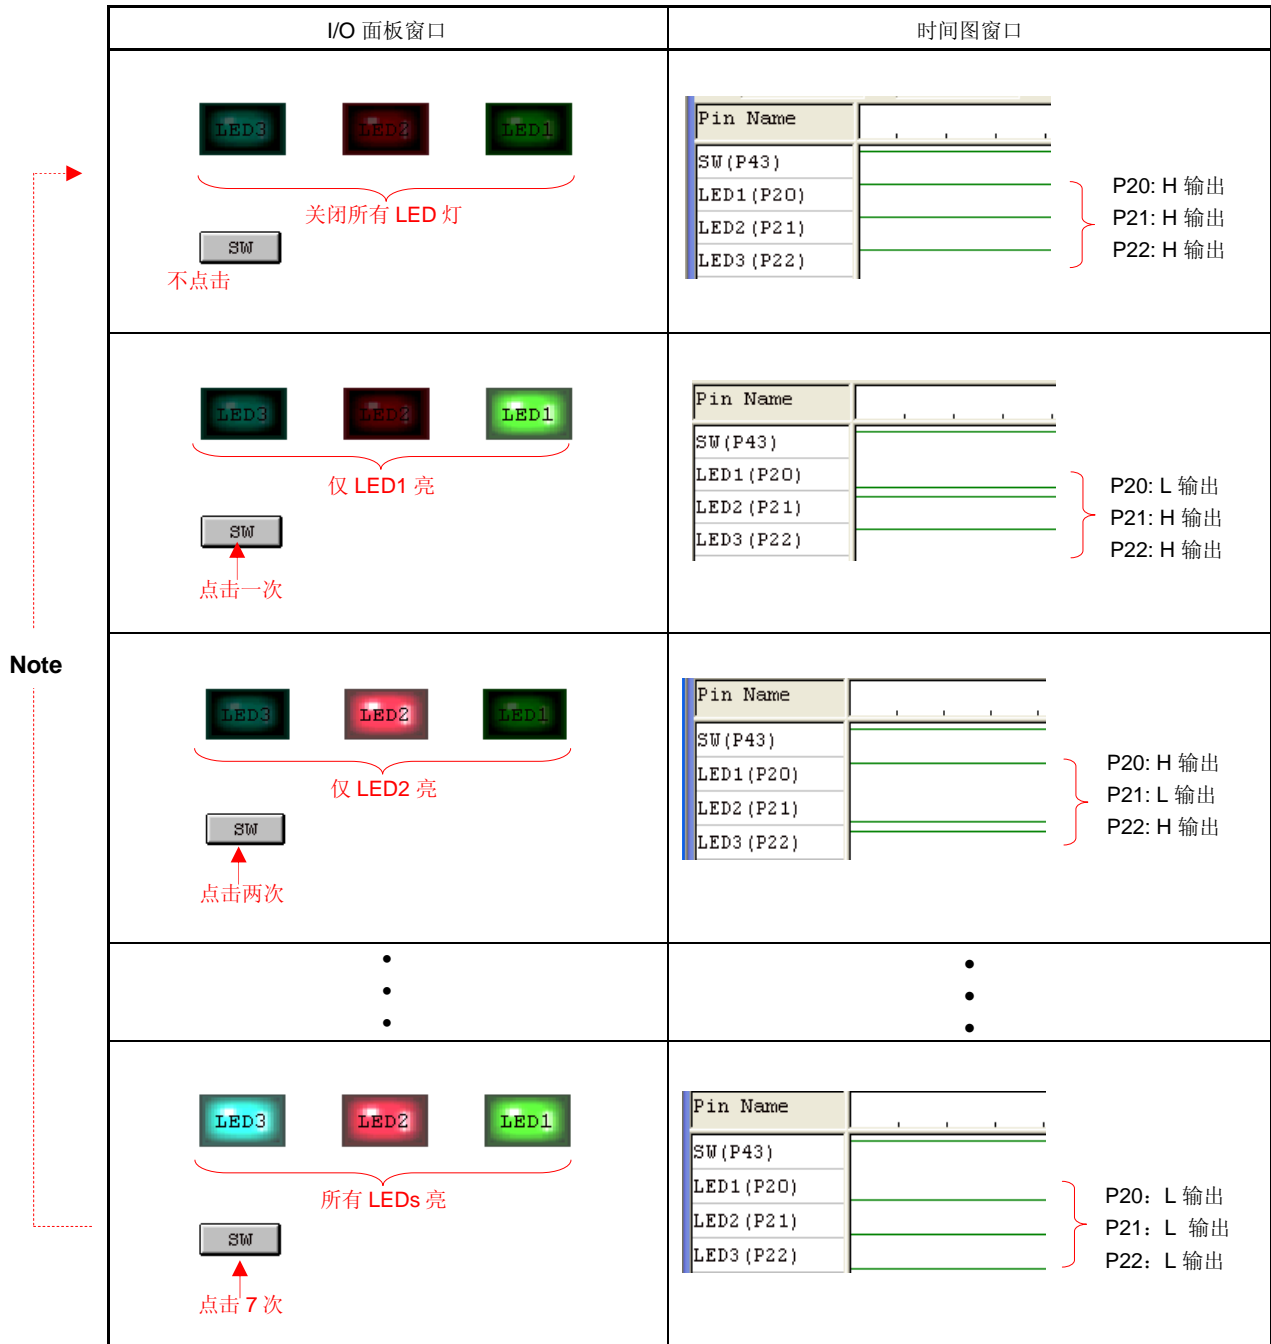 I/O 面板窗口
时间图窗口
LED3 LED2 LED1
关闭所有 LED 灯
SW
不点击
Pin Name
SW(P43)
LED1(P20)
LED2(P21)
LED3(P22)
P20: H 输出
P21: H 输出
P22: H 输出
LED3 LED2 LED1
仅 LED1 亮
SW
点击一次
Pin Name
SW(P43)
LED1(P20)
LED2(P21)
LED3(P22)
P20: L 输出
P21: H 输出
P22: H 输出
Note
LED3 LED2 LED1
仅 LED2 亮
SW
点击两次
Pin Name
SW(P43)
LED1(P20)
LED2(P21)
LED3(P22)
P20: H 输出
P21: L 输出
P22: H 输出
LED3 LED2 LED1
所有 LEDs 亮
SW
点击 7 次
Pin Name
SW(P43)
LED1(P20)
LED2(P21)
LED3(P22)
P20：L 输出
P21：L 输出
P22：L 输出